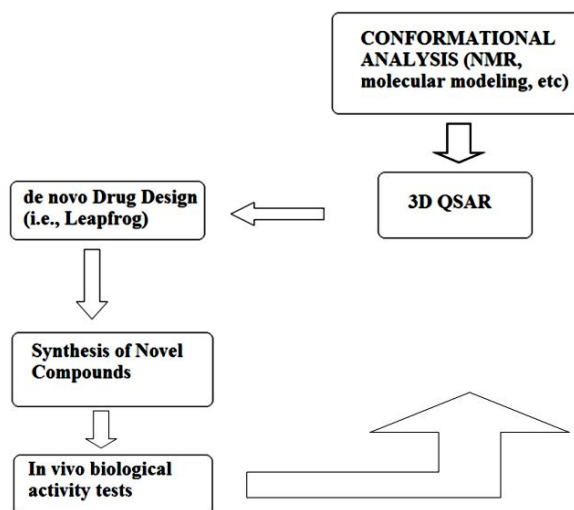 CONFORMATIONAL
ANALYSIS (NMR,
molecular modeling, etc)
3D QSAR
de novo Drug Design
(i.e., Leapfrog)
Synthesis of Novel
Compounds
In vivo biological
activity tests